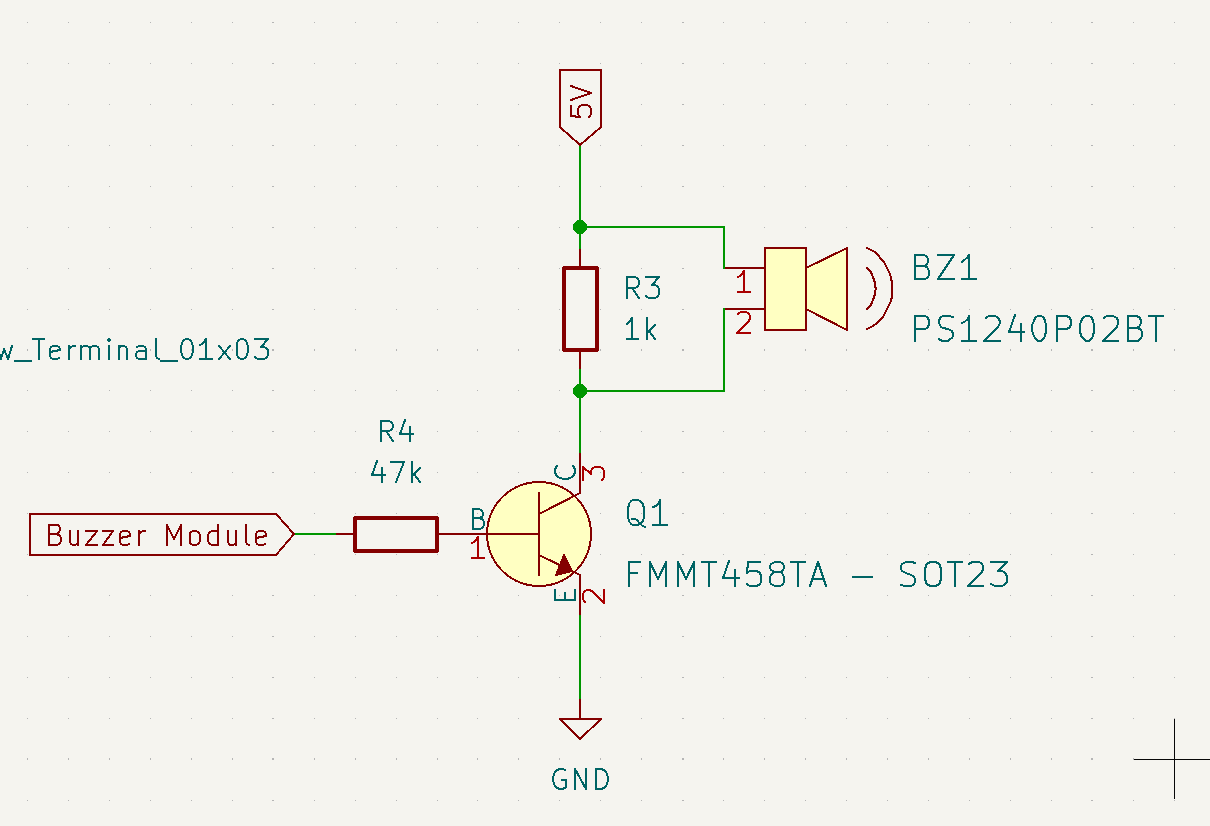 5V
R3
1k
1
2
BZ1
PS1240P02BT
w_Terminal_01x03
R4
47k
C
3
Buzzer Module
B
1
Q1
FMMT458TA - SOT23
E
2
GND